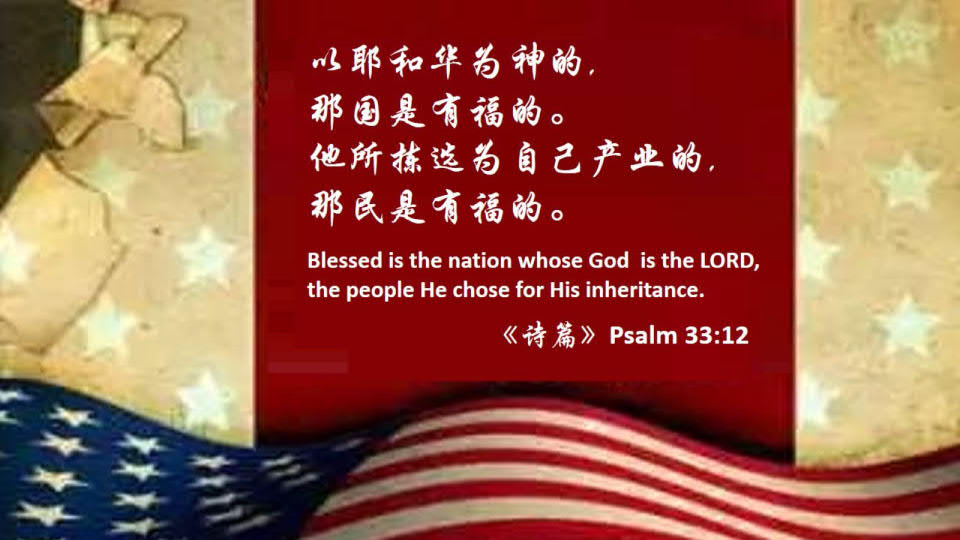 以耶和华为神的,
那国是有福的。
他所拣选为自己产业的,
那民是有福的。
Blessed is the nation whose God  is the LORD,
the people He chose for His inheritance.
《诗篇》Psalm 33:12